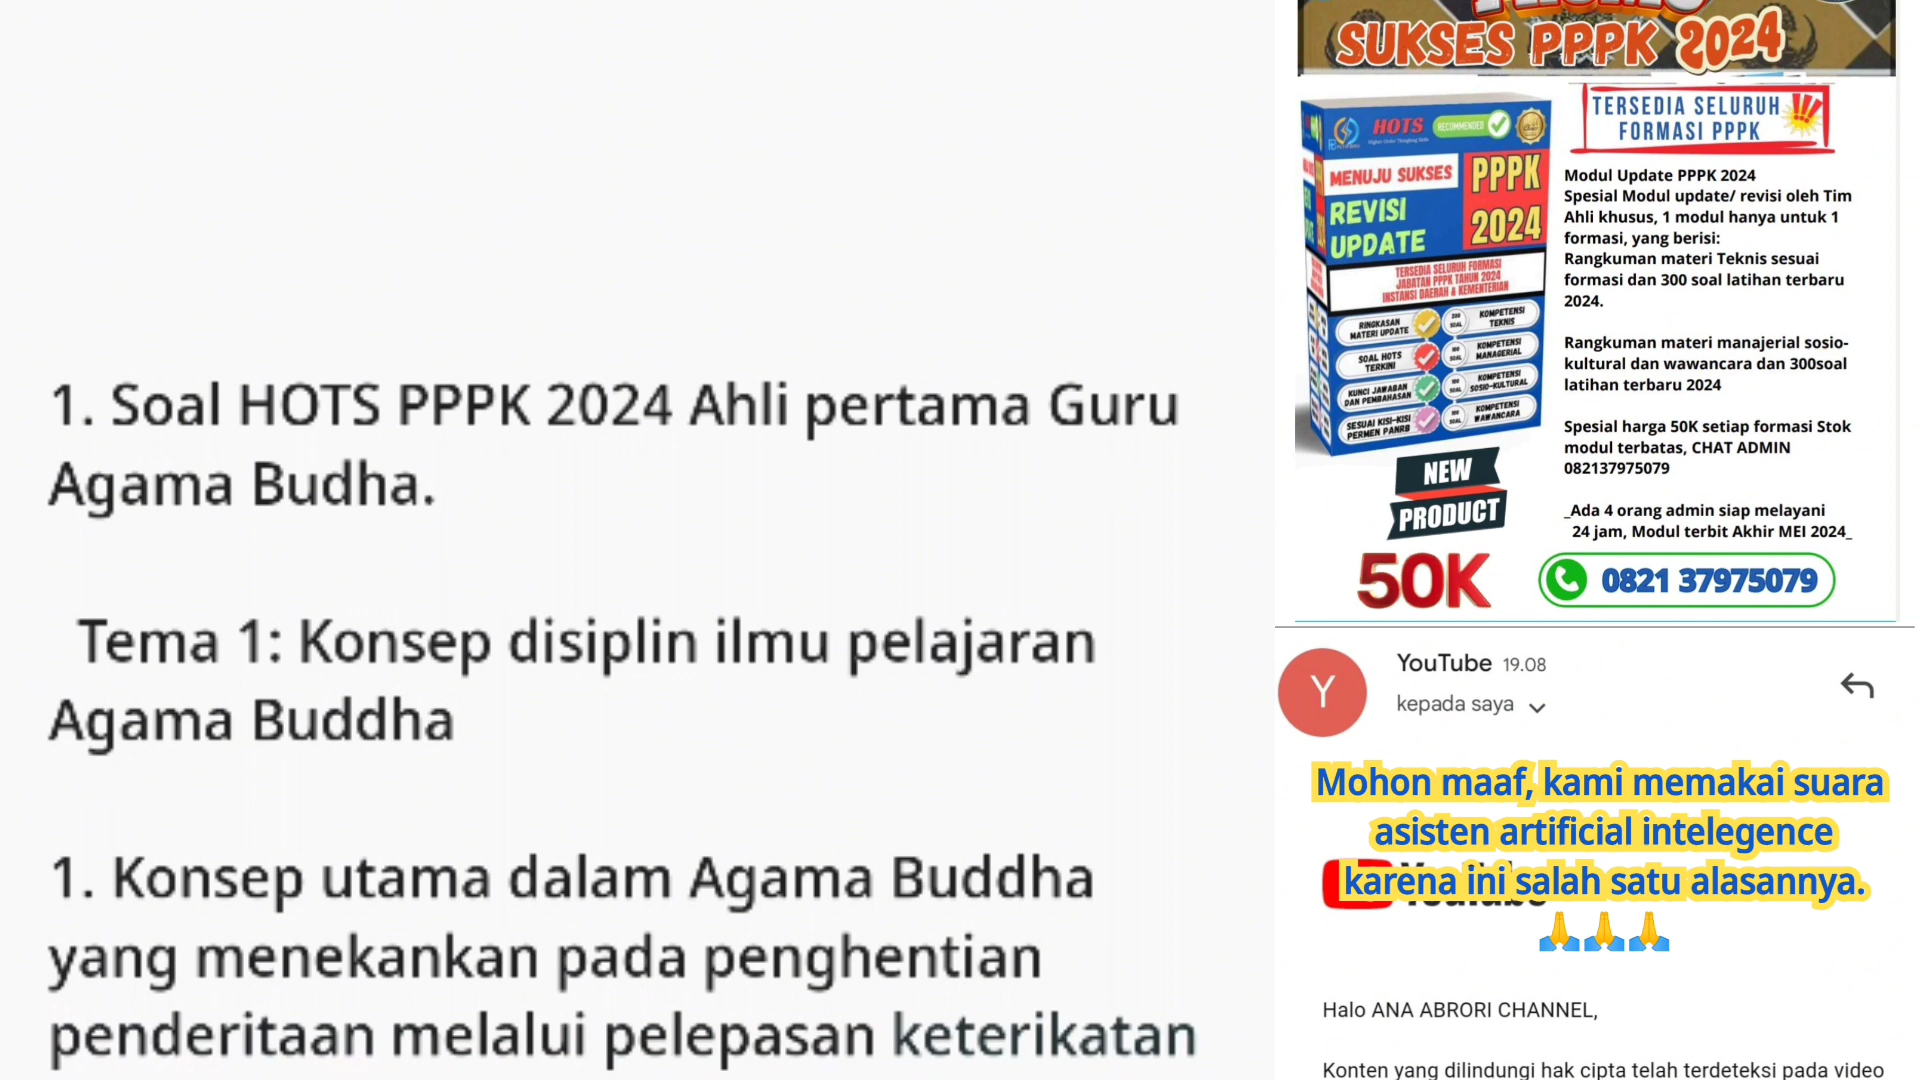 1. Soal HOTS PPPK 2024 Ahli pertama Guru
Agama Budha.
Tema 1: Konsep disiplin ilmu pelajaran
Agama Buddha
1. Konsep utama dalam Agama Buddha
yang menekankan pada penghentian
penderitaan melalui pelepasan keterikatan
SUKSES PPPK 2024
HOTS
RECOMMENDED
MENUJU SUKSES
PPPK
2024
REVISI
UPDATE
TERSEDIA SELURUH FORMASI
JABATAN PPPK TAHUN 2024
INSTANSI DAERAH & KEMENTERIAN
RINGKASAN
MATERI UPDATE
SOAL HOTS
TERKINI
KUNCI JAWABAN
DAN PEMBAHASAN
SESUAI KISI-KISI
PERMEN PANRB
KOMPETENSI
TEKNIS
KOMPETENSI
MANAGERIAL
KOMPETENSI
SOSIO-KULTURAL
KOMPETENSI
WAWANCARA
NEW
PRODUCT
50K
TERSEDIA SELURUH
FORMASI PPPK
Modul Update PPPK 2024
Spesial Modul update/ revisi oleh Tim
Ahli khusus, 1 modul hanya untuk 1
formasi, yang berisi:
Rangkuman materi Teknis sesuai
formasi dan 300 soal latihan terbaru
2024.
Rangkuman materi manajerial sosio-
kultural dan wawancara dan 300soal
latihan terbaru 2024
Spesial harga 50K setiap formasi Stok
modul terbatas, CHAT ADMIN
082137975079
_Ada 4 orang admin siap melayani
24 jam, Modul terbit Akhir MEI 2024_
0821 37975079
Y
YouTube 19.08
kepada saya
Mohon maaf, kami memakai suara
asisten artificial intelegence
karena ini salah satu alasannya.
🙏🙏🙏
Halo ANA ABRORI CHANNEL,
Konten yang dilindungi hak cipta telah terdeteksi pada video